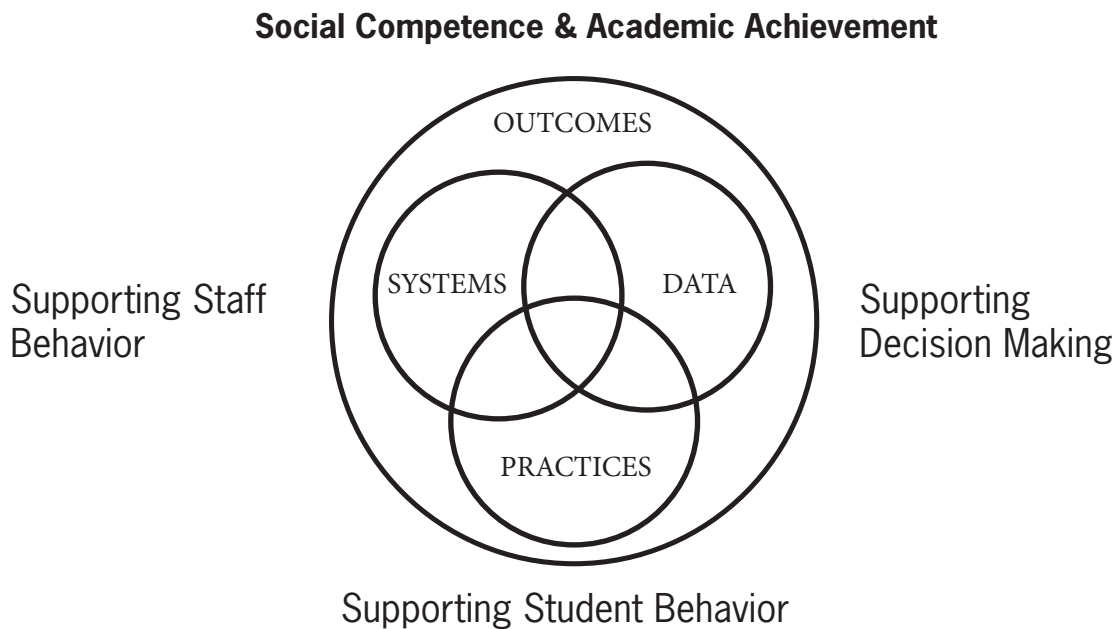 Social Competence & Academic Achievement
OUTCOMES
SYSTEMS
DATA
Supporting Staff
Behavior
Supporting
Decision Making
PRACTICES
Supporting Student Behavior